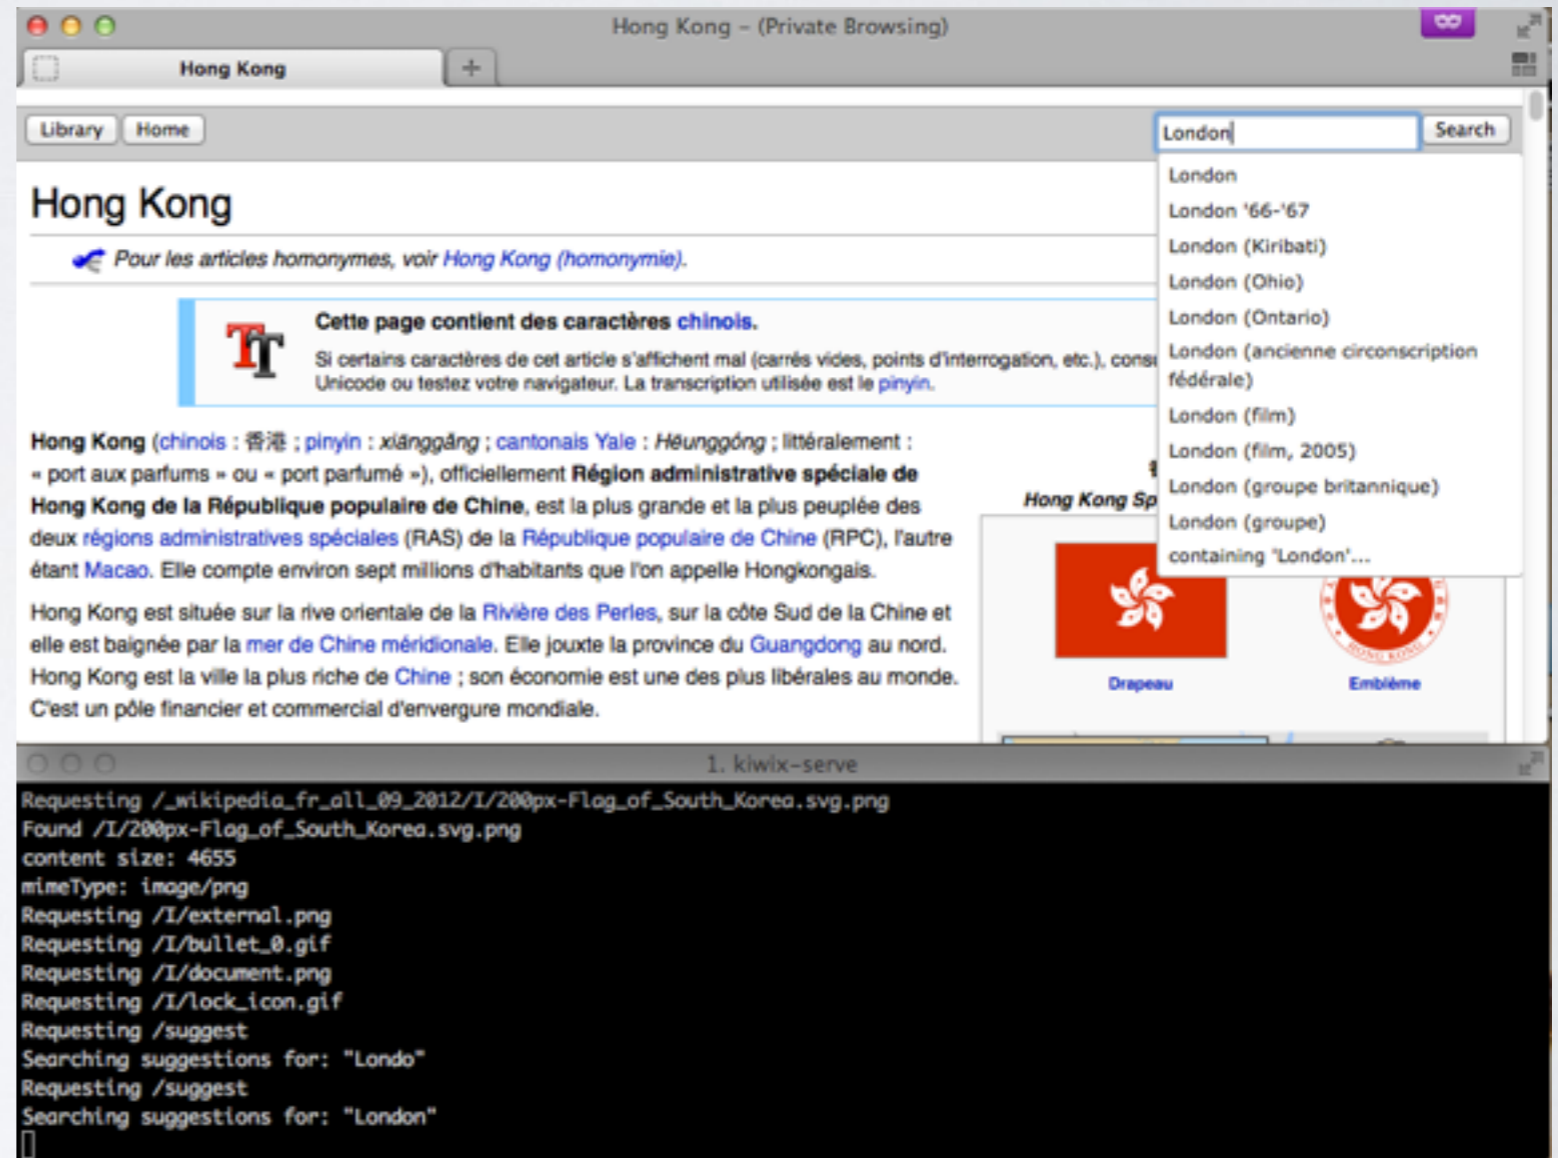 Hong Kong – (Private Browsing)
Hong Kong
+
Library Home
London
Search
London
London '66-'67
London (Kiribati)
London (Ohio)
London (Ontario)
London (ancienne circonscription
fédérale)
London (film)
London (film, 2005)
London (groupe britannique)
London (groupe)
containing 'London'...
Hong Kong
Pour les articles homonymes, voir Hong Kong (homonymie).
Cette page contient des caractères chinois.
Si certains caractères de cet article s'affichent mal (carrés vides, points d'interrogation, etc.), cons
Unicode ou testez votre navigateur. La transcription utilisée est le pinyin.
Hong Kong (chinois : 香港 ; pinyin : xiānggǎng ; cantonais Yale : Hēunggóng ; littéralement :
« port aux parfums » ou « port parfumé »), officiellement Région administrative spéciale de
Hong Kong de la République populaire de Chine, est la plus grande et la plus peuplée des
deux régions administratives spéciales (RAS) de la République populaire de Chine (RPC), l'autre
étant Macao. Elle compte environ sept millions d'habitants que l'on appelle Hongkongais.
Hong Kong est située sur la rive orientale de la Rivière des Perles, sur la côte Sud de la Chine et
elle est baignée par la mer de Chine méridionale. Elle jouxte la province du Guangdong au nord.
Hong Kong est la ville la plus riche de Chine ; son économie est une des plus libérales au monde.
C'est un pôle financier et commercial d'envergure mondiale.
Hong Kong Sp
HONG KONG
Drapeau
Emblème
1. kiwix-serve
Requesting /_wikipedia_fr_all_09_2012/I/200px-Flag_of_South_Korea.svg.png
Found /I/200px-Flag_of_South_Korea.svg.png
content size: 4655
mimeType: image/png
Requesting /I/external.png
Requesting /I/bullet_0.gif
Requesting /I/document.png
Requesting /I/lock_icon.gif
Requesting /suggest
Searching suggestions for: "Londo"
Requesting /suggest
Searching suggestions for: "London"